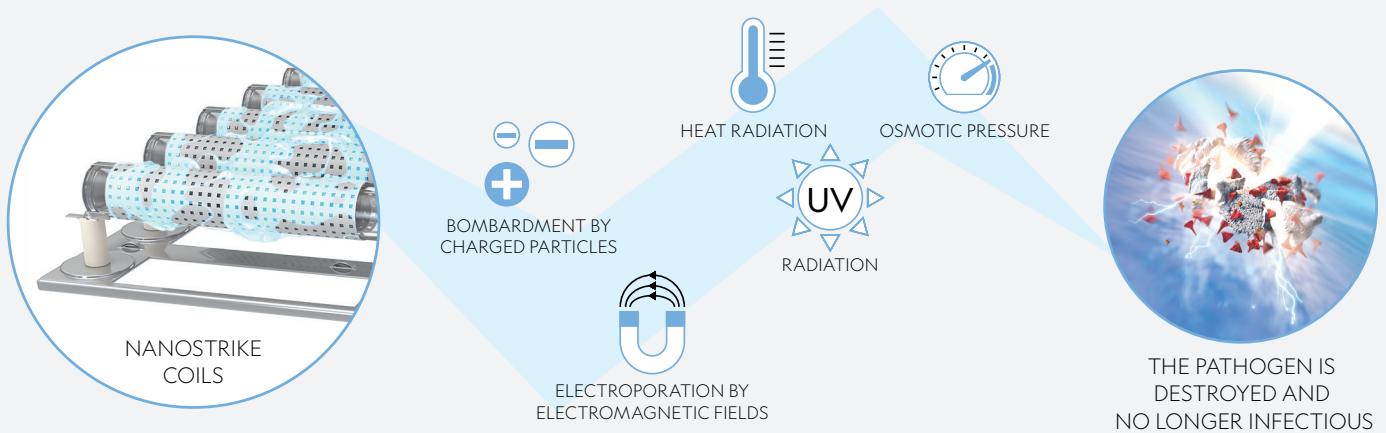 NANOSTRIKE
COILS
BOMBARDMENT BY
CHARGED PARTICLES
ELECTROPORATION BY
ELECTROMAGNETIC FIELDS
HEAT RADIATION
UV
RADIATION
OSMOTIC PRESSURE
THE PATHOGEN IS
DESTROYED AND
NO LONGER INFECTIOUS